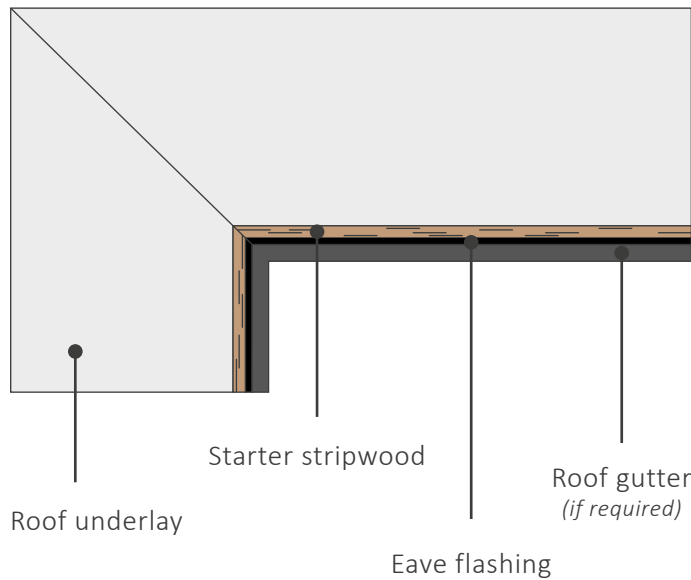 Starter stripwood
Roof gutter
(if required)
Roof underlay
Eave flashing